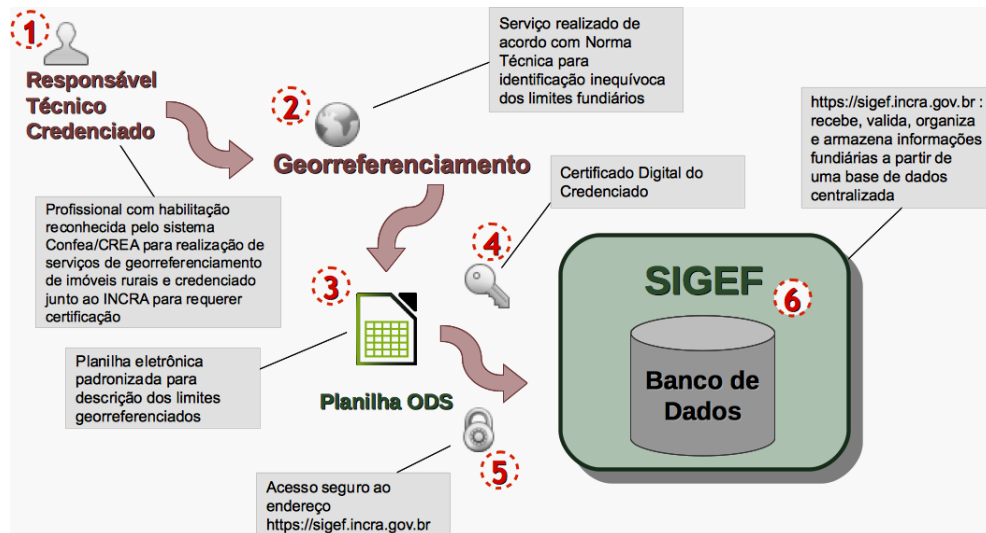 1
Responsável
Técnico
Credenciado
Profissional com habilitação
reconhecida pelo sistema
Confea/CREA para realização de
serviços de georreferenciamento
de imóveis rurais e credenciado
junto ao INCRA para requerer
certificação
2
Georreferenciamento
Serviço realizado de
acordo com Norma
Técnica para
identificação inequívoca
dos limites fundiários
3
Planilha ODS
Planilha eletrônica
padronizada para
descrição dos limites
georreferenciados
4
Certificado Digital do
Credenciado
5
Acesso seguro ao
endereço
https://sigef.incra.gov.br
6
SIGEF
Banco de
Dados
https://sigef.incra.gov.br :
recebe, valida, organiza
e armazena informações
fundiárias a partir de
uma base de dados
centralizada